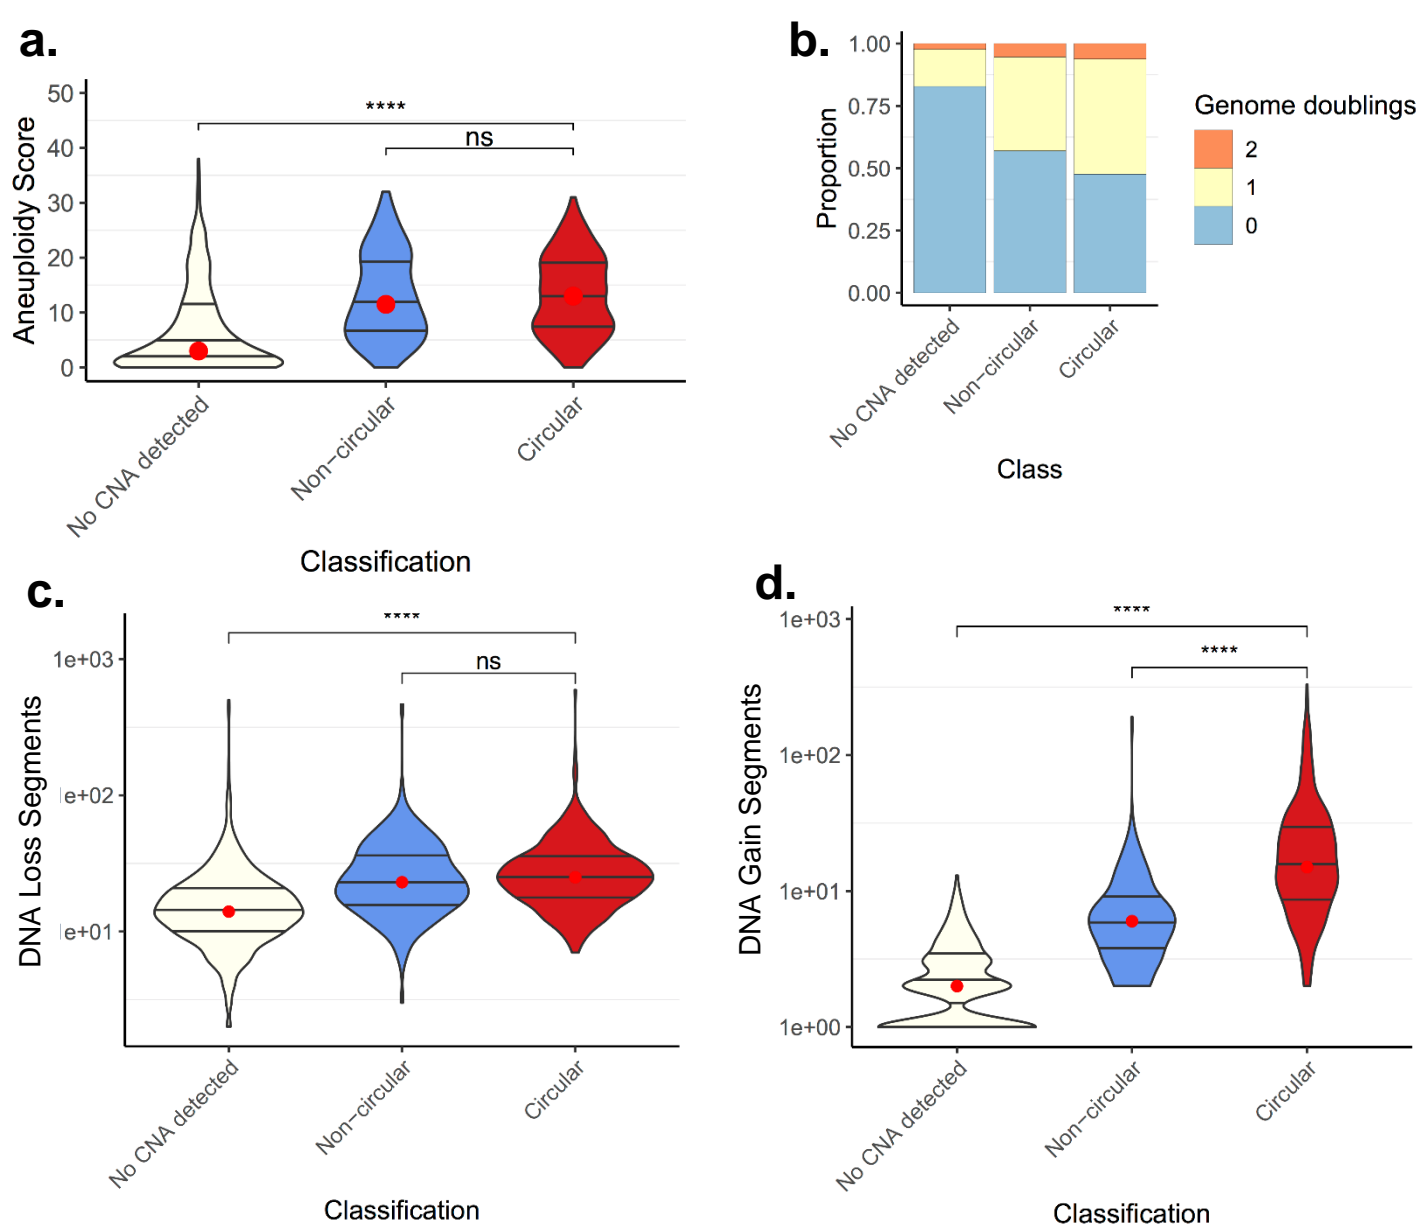 a.
50
40
30
20
10
0
Aneuploidy Score
****
ns
No CNA detected
Non−circular
Circular
Classification
b.
1.00
0.75
0.50
0.25
0.00
Proportion
No CNA detected
Non−circular
Circular
Class
Genome doublings
2
1
0
c.
1e+03
e+02
e+01
DNA Loss Segments
****
ns
No CNA detected
Non−circular
Circular
Classification
d.
1e+03
1e+02
1e+01
1e+00
DNA Gain Segments
****
****
No CNA detected
Non−circular
Circular
Classification